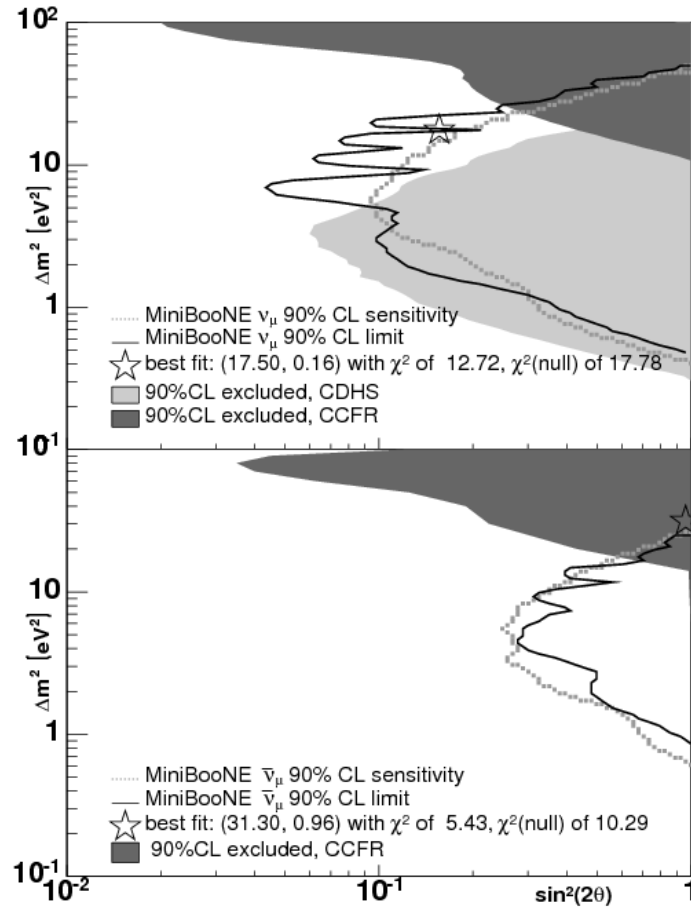 10²
10
1
10⁻¹
Δm² [eV²]
MiniBooNE νμ 90% CL sensitivity
MiniBooNE νμ 90% CL limit
best fit: (17.50, 0.16) with χ² of 12.72, χ²(null) of 17.78
90%CL excluded, CDHS
90%CL excluded, CCFR
10
1
10⁻¹
Δm² [eV²]
MiniBooNE ν̄μ 90% CL sensitivity
MiniBooNE ν̄μ 90% CL limit
best fit: (31.30, 0.96) with χ² of 5.43, χ²(null) of 10.29
90%CL excluded, CCFR
10⁻² 10⁻¹ sin²(2θ) 1